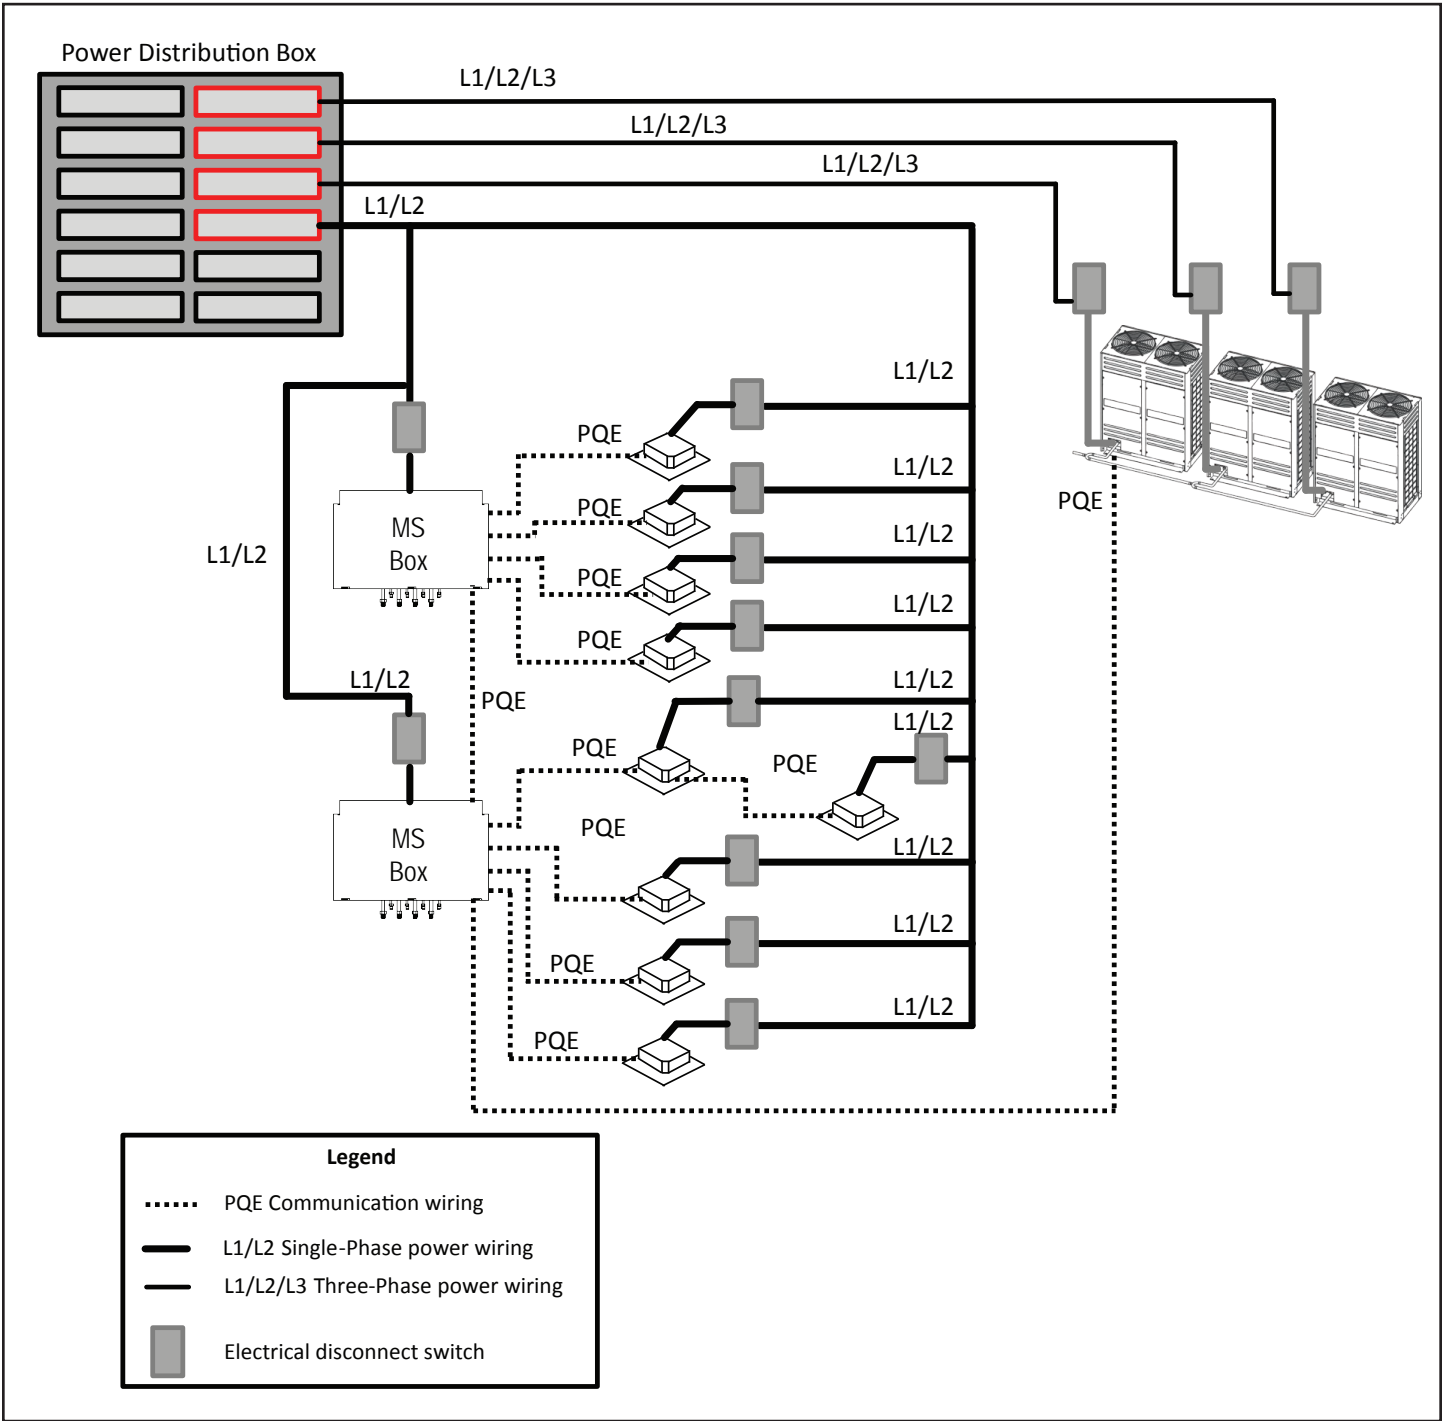 Power Distribution Box
L1/L2/L3
L1/L2/L3
L1/L2/L3
L1/L2
L1/L2
PQE
L1/L2
PQE
PQE
MS
Box
L1/L2
L1/L2
PQE
L1/L2
PQE
L1/L2
L1/L2
PQE
L1/L2
L1/L2
PQE
PQE
PQE
MS
Box
L1/L2
L1/L2
PQE
L1/L2
PQE
Legend
PQE Communication wiring
L1/L2 Single-Phase power wiring
L1/L2/L3 Three-Phase power wiring
Electrical disconnect switch